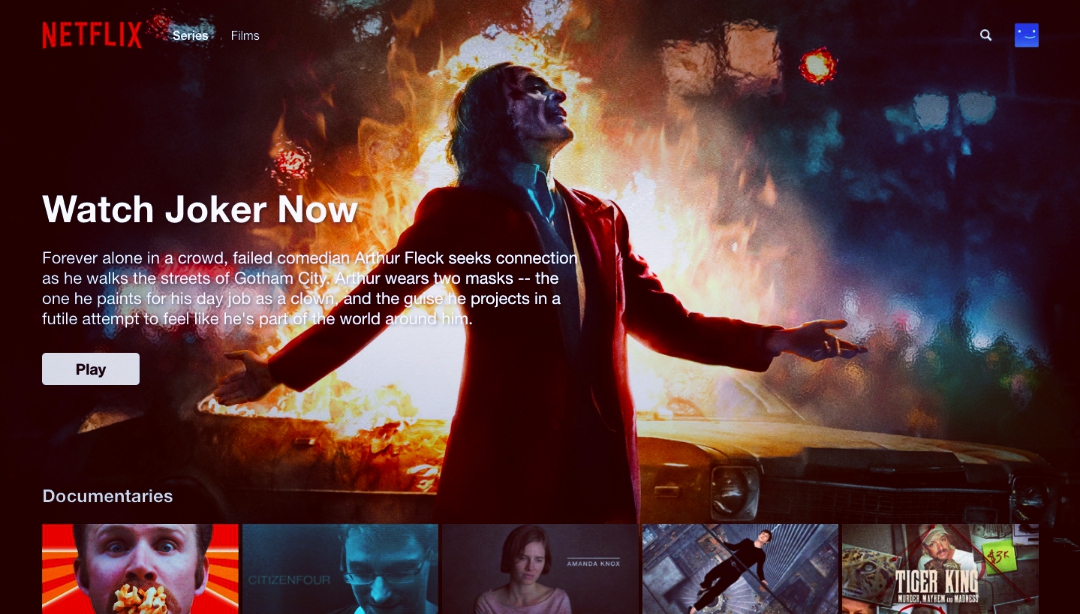 NETFLIX
Series
Films
Watch Joker Now
Forever alone in a crowd, failed comedian Arthur Fleck seeks connection
as he walks the streets of Gotham City. Arthur wears two masks -- the
one he paints for his day job as a clown, and the guise he projects in a
futile attempt to feel like he's part of the world around him.
Play
Documentaries
CITIZENFOUR
AMANDA KNOX
$3K
TIGER KING
MURDER, MAYHEM AND MADNESS